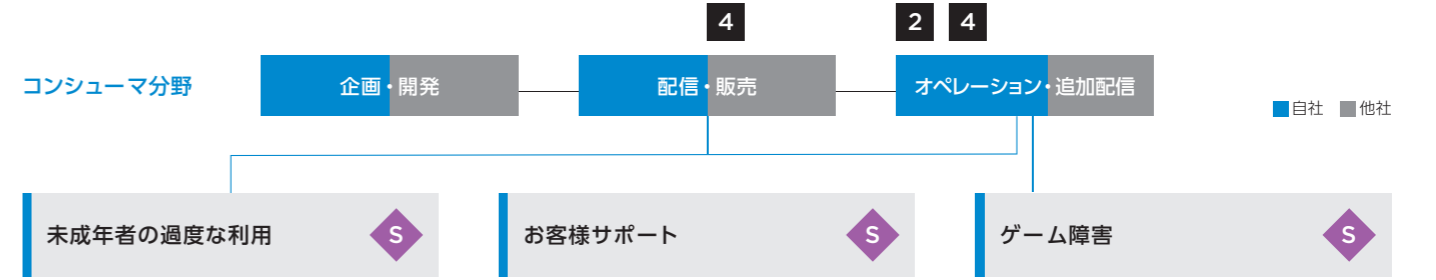 4
2 4
コンシューマ分野
企画・開発
配信・販売
オペレーション・追加配信
自社 他社
未成年者の過度な利用 S
お客様サポート S
ゲーム障害 S